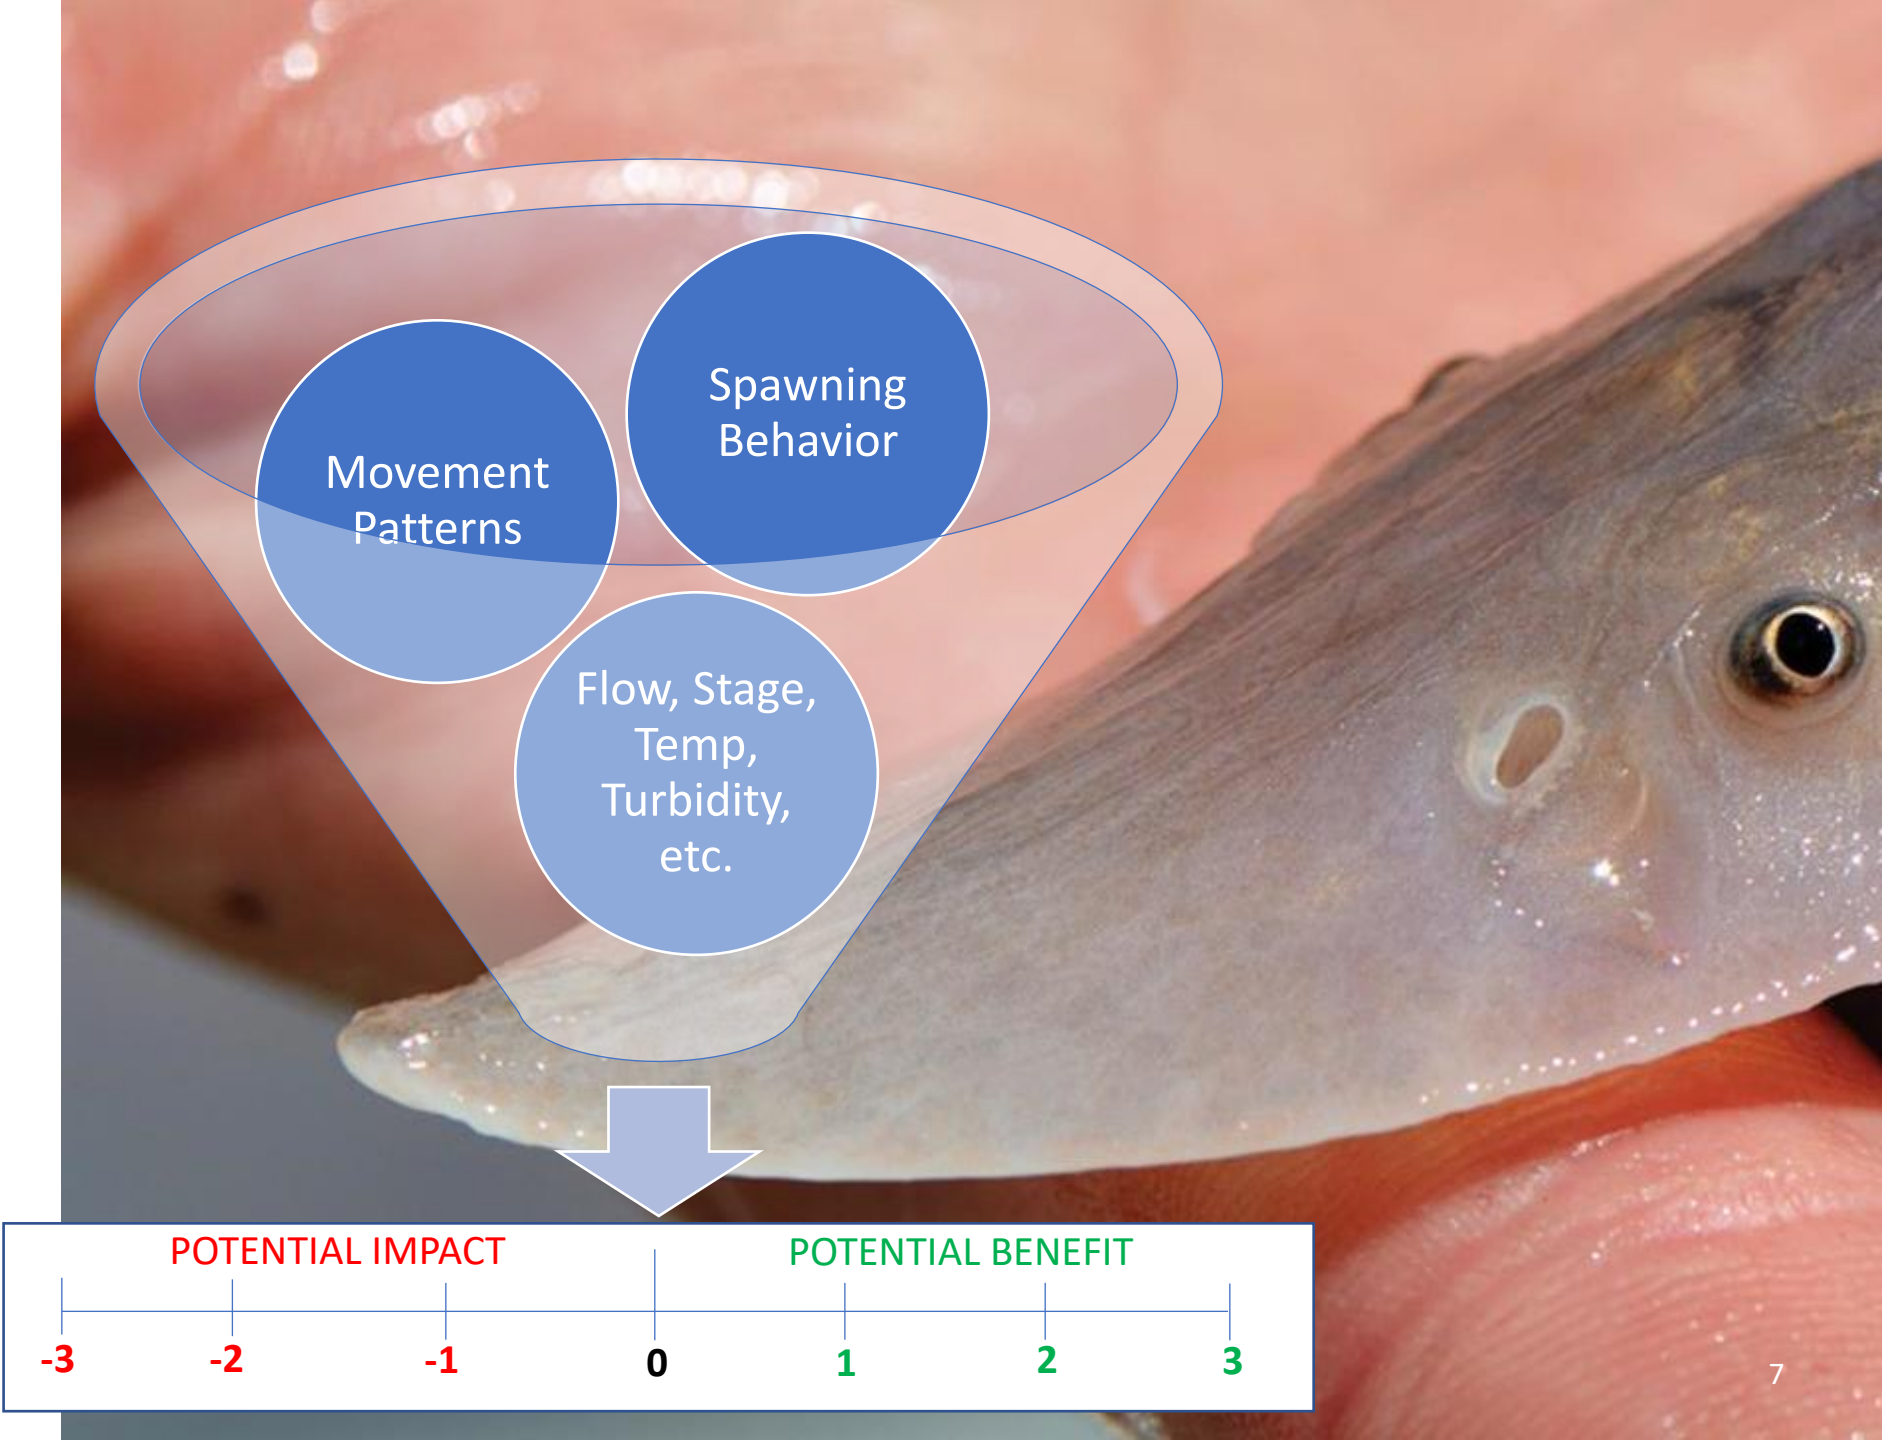 Spawning
Behavior
Movement
Patterns
Flow, Stage,
Temp,
Turbidity,
etc.
POTENTIAL IMPACT
POTENTIAL BENEFIT
-3 -2 -1 0 1 2 3
7